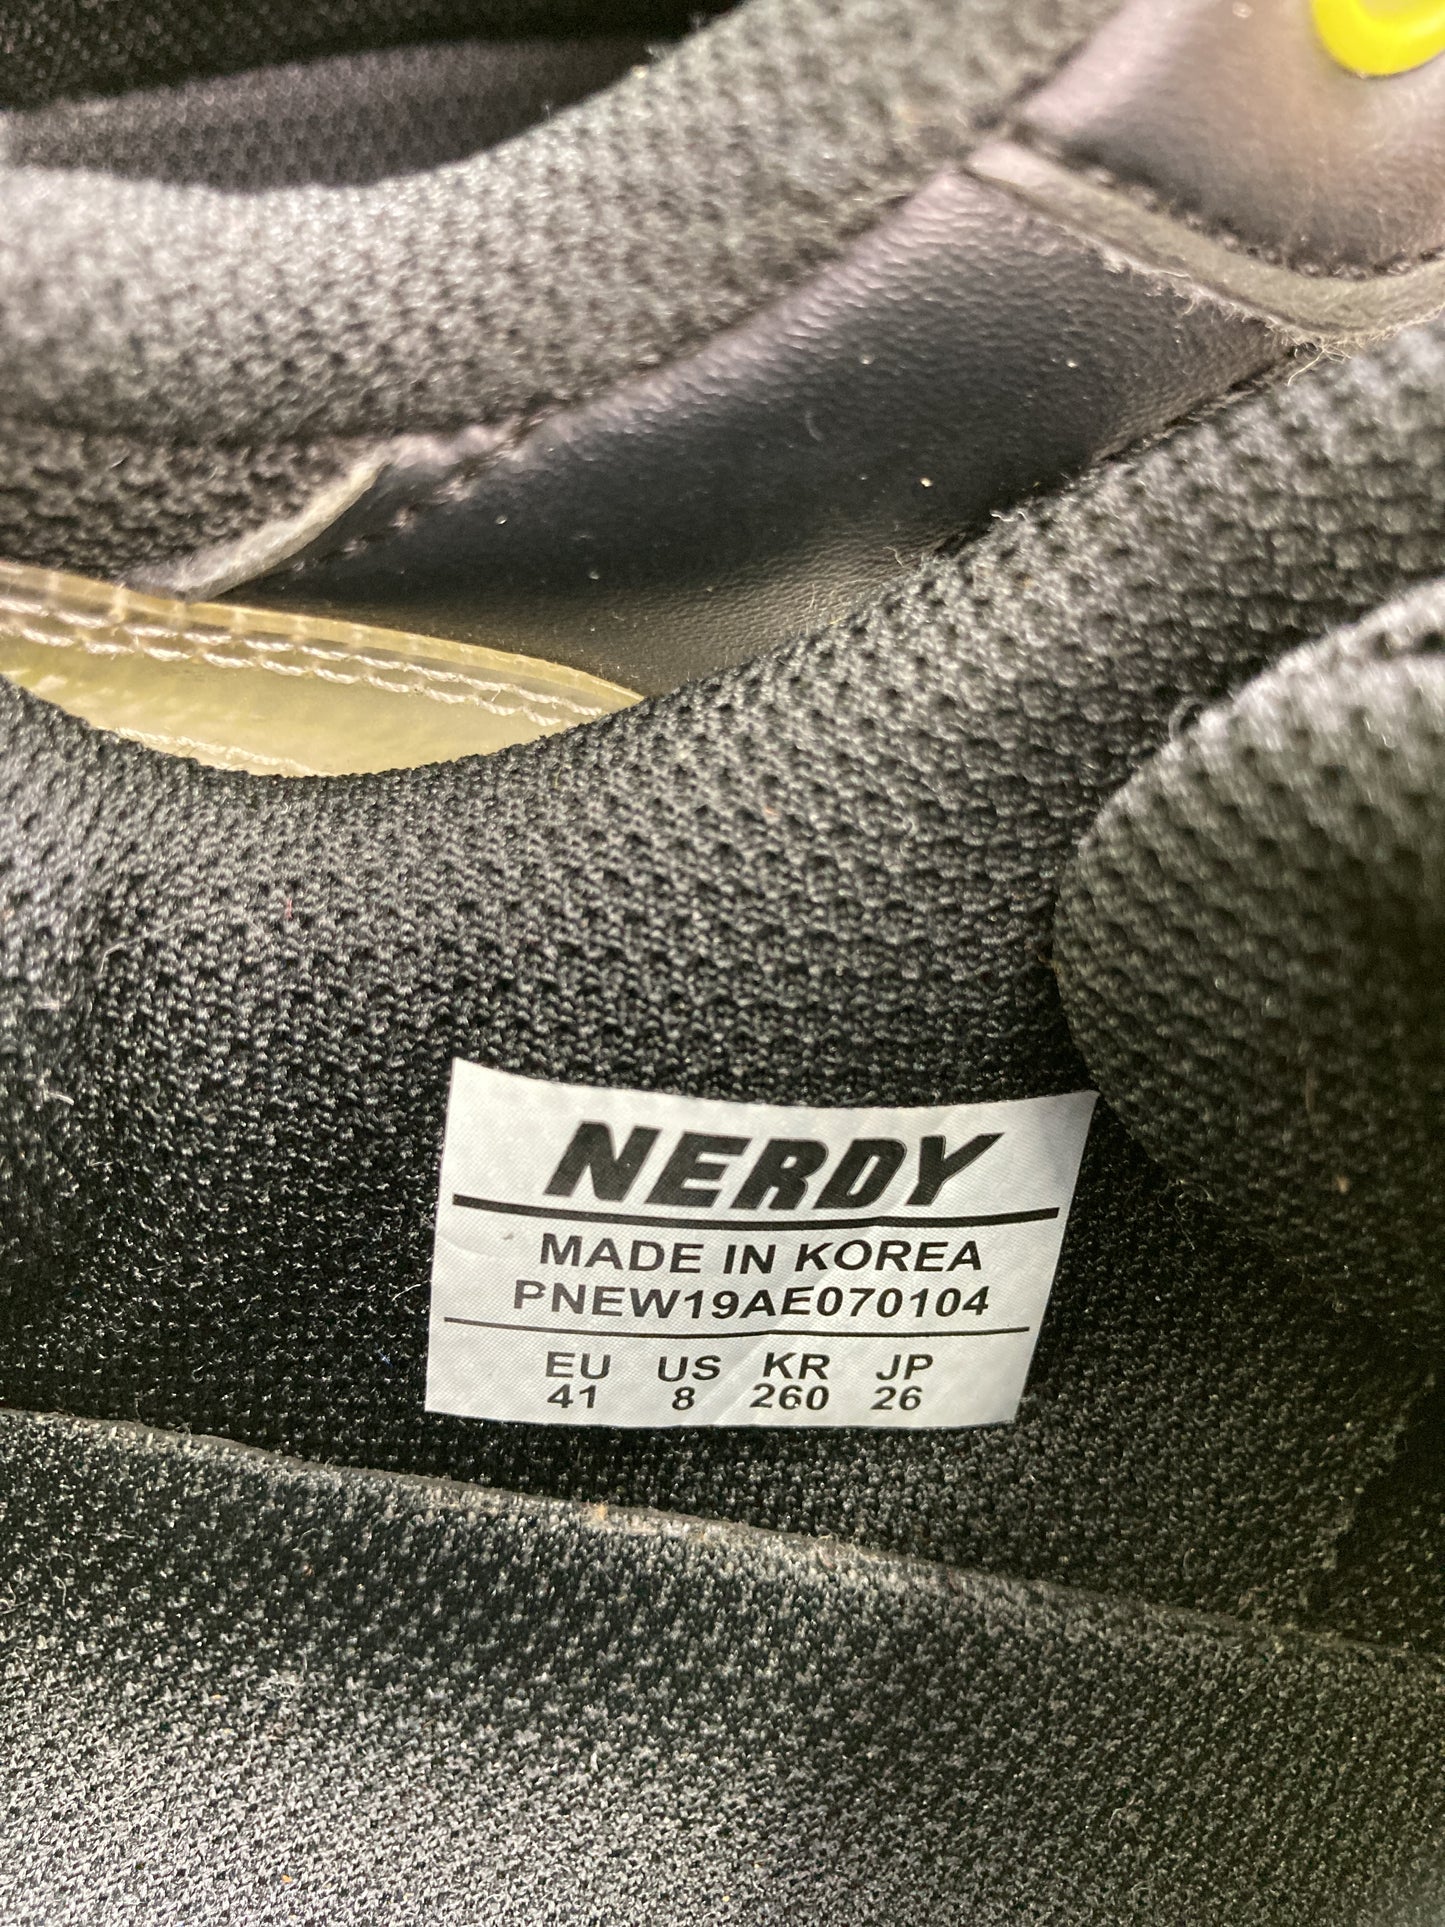 NERDY
MADE IN KOREA
PNEW19AE070104
EU US KR JP
41 8 260 26